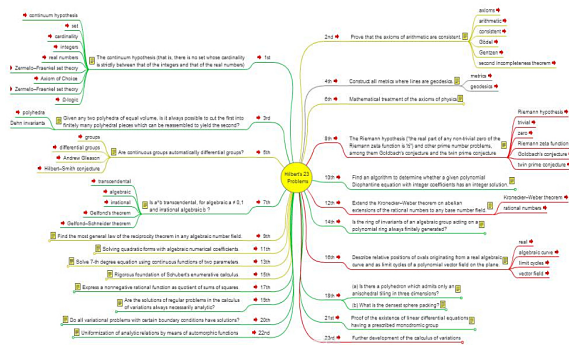 Hilbert's 23
Problems
1st
The continuum hypothesis (that is, there is no set whose cardinality
is strictly between that of the integers and that of the real numbers)
continuum hypothesis
set
cardinality
integers
real numbers
Zermelo-Fraenkel set theory
Axiom of Choice
Zermelo-Fraenkel set theory
3rd
Given any two polyhedra of equal volume, is it always possible to cut the first into
finitely many polyhedral pieces which can be reassembled to yield the second?
polyhedra
Dehn invariants
5th
Are continuous groups automatically differential groups?
groups
differential groups
Andrew Gleason
Hilbert-Smith conjecture
7th
Is a^b transcendental, for algebraic a ≠ 0,1
and irrational algebraic b ?
transcendental
algebraic
irrational
Gelfond's theorem
Gelfond-Schneider theorem
9th
Find the most general law of the reciprocity theorem in any algebraic number field.
11th
Solving quadratic forms with algebraic numerical coefficients.
13th
Solve 7-th degree equation using continuous functions of two parameters
15th
Rigorous foundation of Schubert's enumerative calculus.
17th
Express a nonnegative rational function as quotient of sums of squares
19th
Are the solutions of regular problems in the calculus
of variations always necessarily analytic?
20th
Do all variational problems with certain boundary conditions have solutions?
22nd
Uniformization of analytic relations by means of automorphic functions
2nd
Prove that the axioms of arithmetic are consistent.
axioms
arithmetic
consistent
Gödel
Gentzen
second incompleteness theorem
4th
Construct all metrics where lines are geodesics.
metrics
geodesics
6th
Mathematical treatment of the axioms of physics
8th
The Riemann hypothesis ("the real part of any non-trivial zero of the
Riemann zeta function is ½") and other prime number problems,
among them Goldbach's conjecture and the twin prime conjecture
Riemann hypothesis
trivial
zero
Riemann zeta function
Goldbach's conjecture
twin prime conjecture
10th
Find an algorithm to determine whether a given polynomial
Diophantine equation with integer coefficients has an integer solution.
12th
Extend the Kronecker-Weber theorem on abelian
extensions of the rational numbers to any base number field.
Kronecker-Weber theorem
rational numbers
14th
Is the ring of invariants of an algebraic group acting on a
polynomial ring always finitely generated?
16th
Describe relative positions of ovals originating from a real algebraic
curve and as limit cycles of a polynomial vector field on the plane.
real
algebraic curve
limit cycles
vector field
18th
(a) Is there a polyhedron which admits only an
anisohedral tiling in three dimensions?
(b) What is the densest sphere packing?
21st
Proof of the existence of linear differential equations
having a prescribed monodromic group
23rd
Further development of the calculus of variations